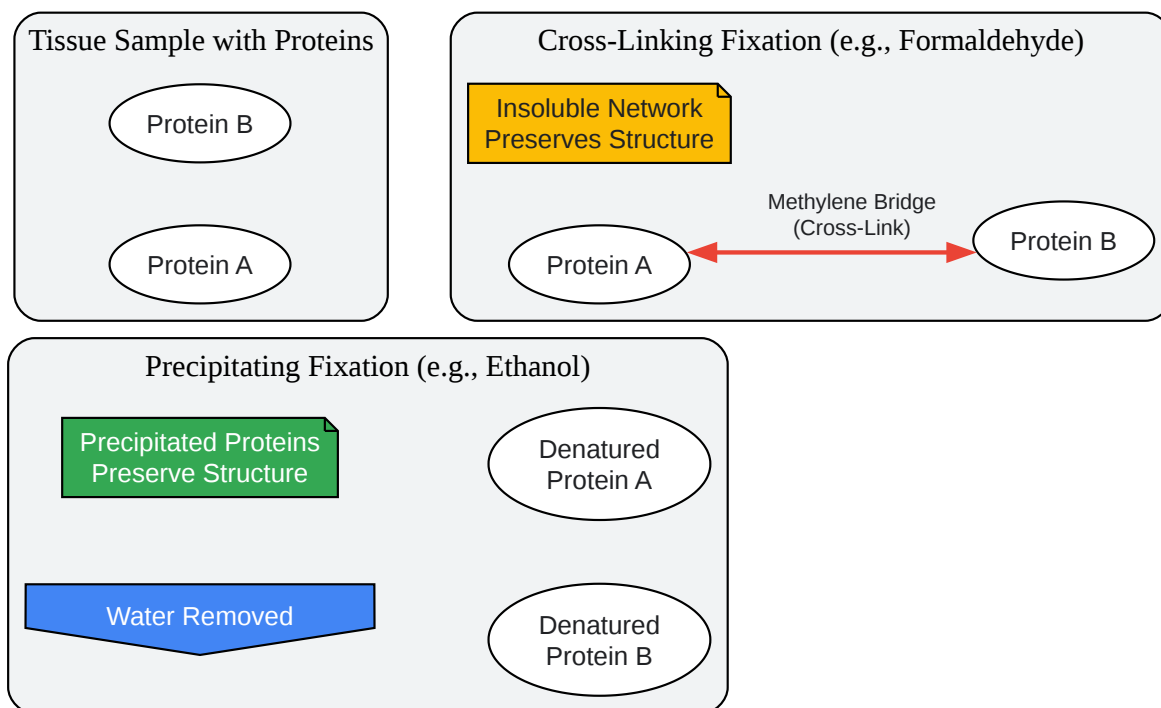 Tissue Sample with Proteins
Protein B
Protein A
Cross-Linking Fixation (e.g., Formaldehyde)
Insoluble Network
Preserves Structure
Methylene Bridge
(Cross-Link)
Protein A
Protein B
Precipitating Fixation (e.g., Ethanol)
Precipitated Proteins
Preserve Structure
Denatured
Protein A
Water Removed
Denatured
Protein B